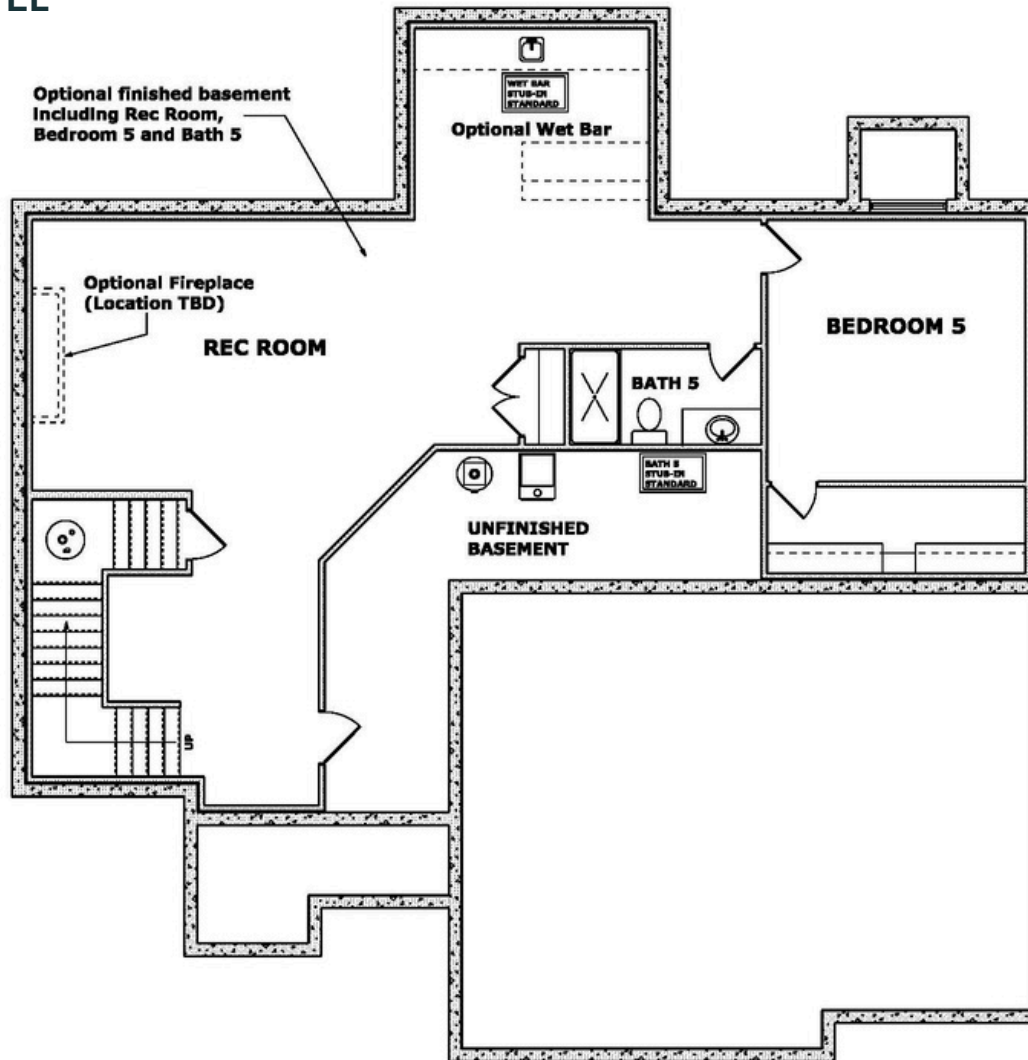 Optional finished basement
including Rec Room,
Bedroom 5 and Bath 5
WET BAR
STUB-IN
STANDARD
Optional Wet Bar
Optional Fireplace
(Location TBD)
REC ROOM
BEDROOM 5
BATH 5
BATH 5
STUB-IN
STANDARD
UNFINISHED
BASEMENT
UP